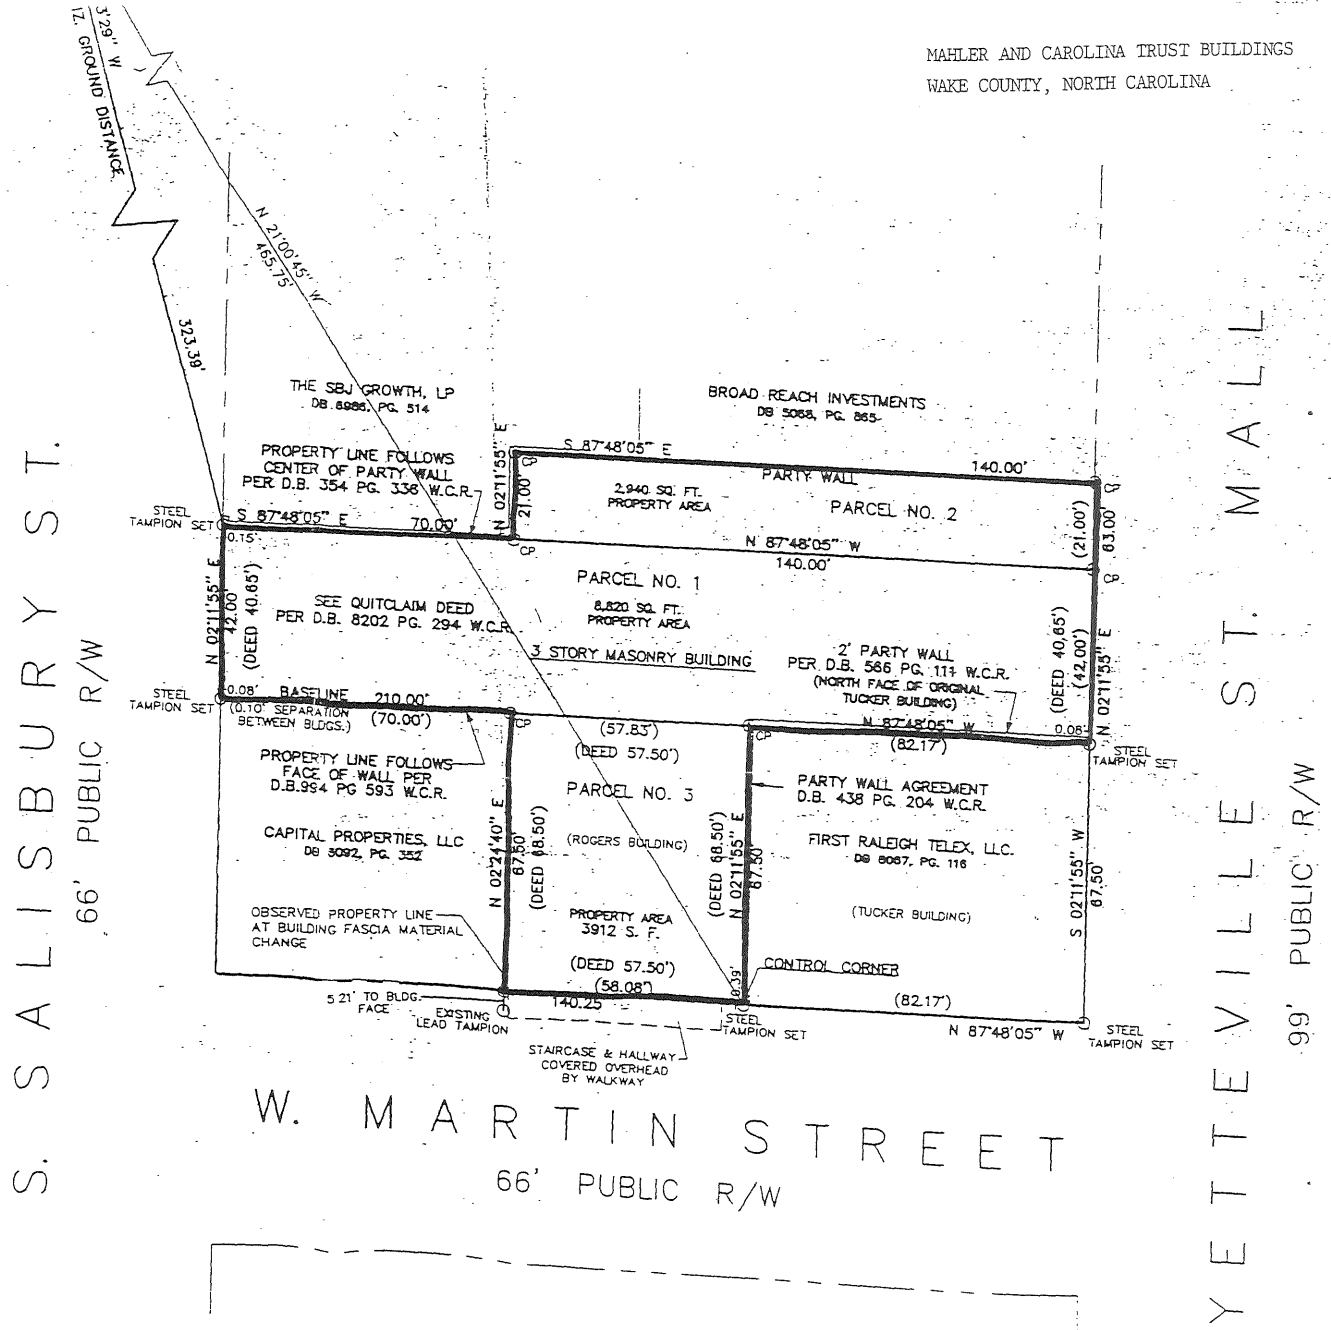 MAHLER AND CAROLINA TRUST BUILDINGS
WAKE COUNTY, NORTH CAROLINA
3'29" W
IZ. GROUND DISTANCE
323.39'
N 21°00'45" W
465.75'
THE SBJ GROWTH, LP
DB 6986, PG. 514
BROAD REACH INVESTMENTS
DB 5068, PG. 865
PROPERTY LINE FOLLOWS
CENTER OF PARTY WALL
PER D.B. 354 PG. 336 W.C.R.
S 87°48'05" E
140.00'
PARTY WALL
CP
CP
N 02°11'55" E
21.00'
2,940 SQ. FT.
PROPERTY AREA
PARCEL NO. 2
(21.00')
63.00'
STEEL
TAMPION SET
S 87°48'05" E
70.00'
0.15'
CP
N 87°48'05" W
140.00'
CP
PARCEL NO. 1
8,820 SQ. FT.
PROPERTY AREA
N 02°11'55" E
42.00'
(DEED 40.65')
SEE QUITCLAIM DEED
PER D.B. 8202 PG. 294 W.C.R.
3 STORY MASONRY BUILDING
2' PARTY WALL
PER D.B. 566 PG. 111 W.C.R.
(NORTH FACE OF ORIGINAL
TUCKER BUILDING)
(DEED 40.65')
(42.00')
N 02°11'55" E
STEEL
TAMPION SET
0.08'
BASELINE
210.00'
(0.10' SEPARATION
BETWEEN BLDGS.)
(70.00')
CP
(57.83')
(DEED 57.50')
CP
N 87°48'05" W
(82.17')
0.08'
STEEL
TAMPION SET
PROPERTY LINE FOLLOWS
FACE OF WALL PER
D.B.994 PG 593 W.C.R.
CAPITAL PROPERTIES, LLC
DB 3092, PG. 352
N 02°24'40" E
67.50'
(DEED 68.50')
PARCEL NO. 3
(ROGERS BUILDING)
PROPERTY AREA
3912 S. F.
(DEED 57.50')
(58.08')
(DEED 68.50')
N 02°11'55" E
67.50'
PARTY WALL AGREEMENT
D.B. 438 PG. 204 W.C.R.
FIRST RALEIGH TELEX, LLC.
DB 8067, PG. 116
(TUCKER BUILDING)
S 02°11'55" W
67.50'
OBSERVED PROPERTY LINE
AT BUILDING FASCIA MATERIAL
CHANGE
CONTROL CORNER
0.39'
(82.17')
5.21' TO BLDG.
FACE
140.25
EXISTING
LEAD TAMPION
STEEL
TAMPION SET
N 87°48'05" W
STEEL
TAMPION SET
STAIRCASE & HALLWAY
COVERED OVERHEAD
BY WALKWAY
W. MARTIN STREET
66' PUBLIC R/W
S. SALISBURY ST.
66' PUBLIC R/W
YETTEVILLE ST. MALL
99' PUBLIC R/W